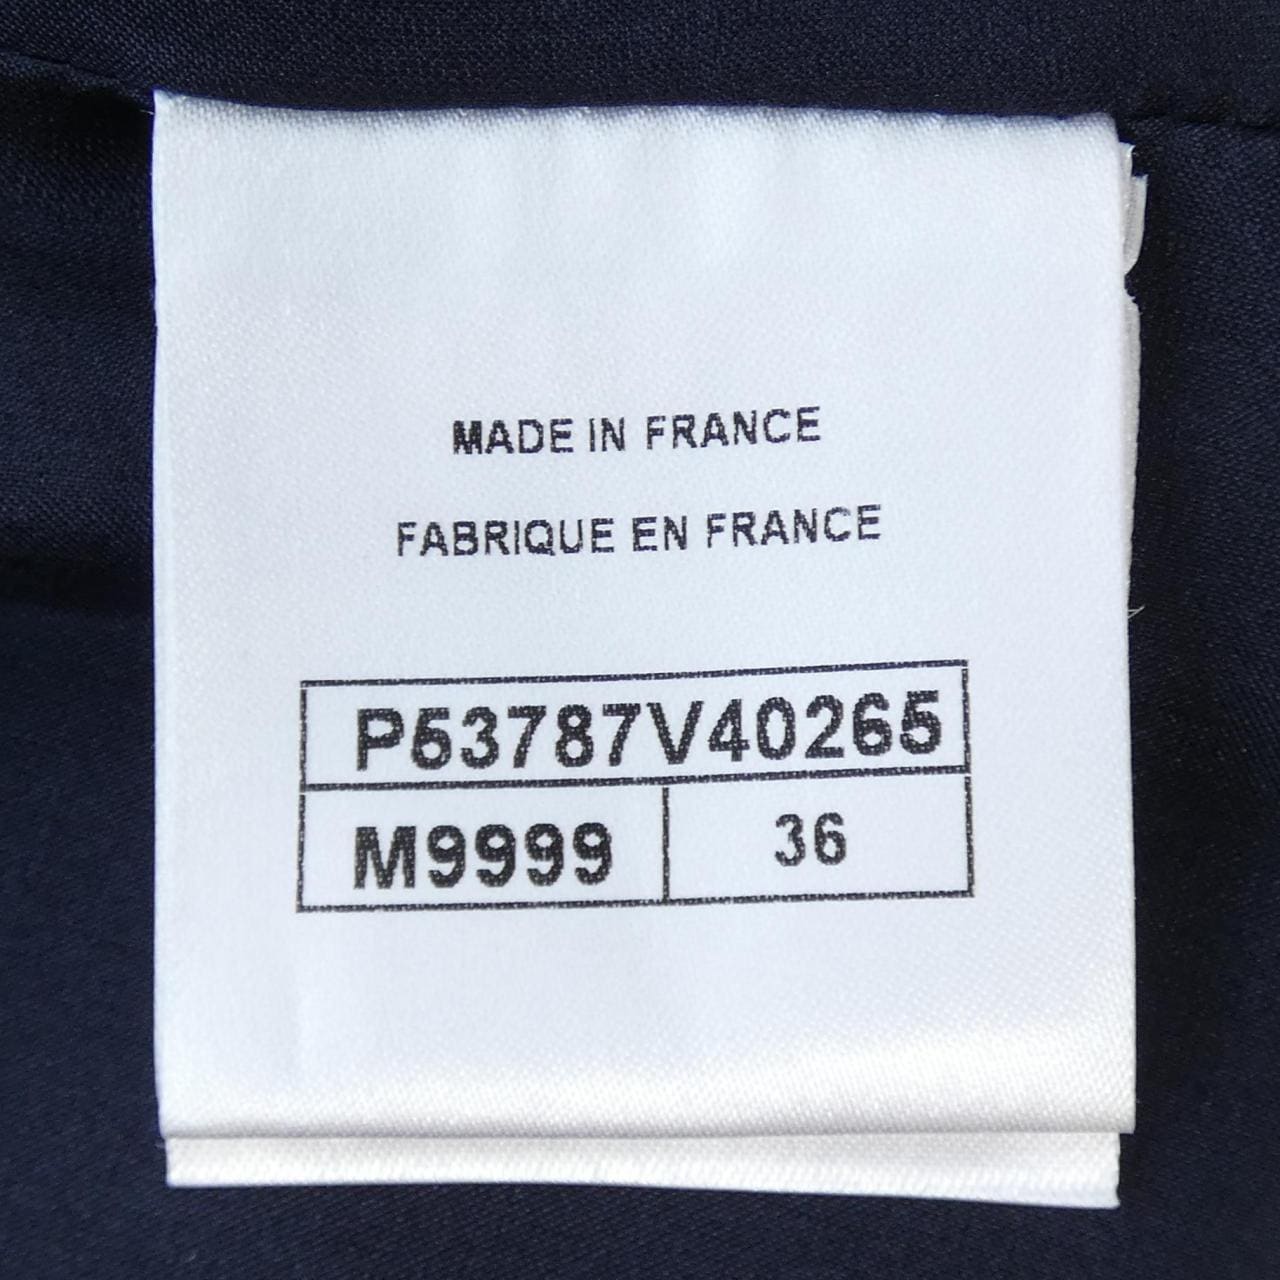 MADE IN FRANCE
FABRIQUE EN FRANCE
P53787V40265
M9999 36